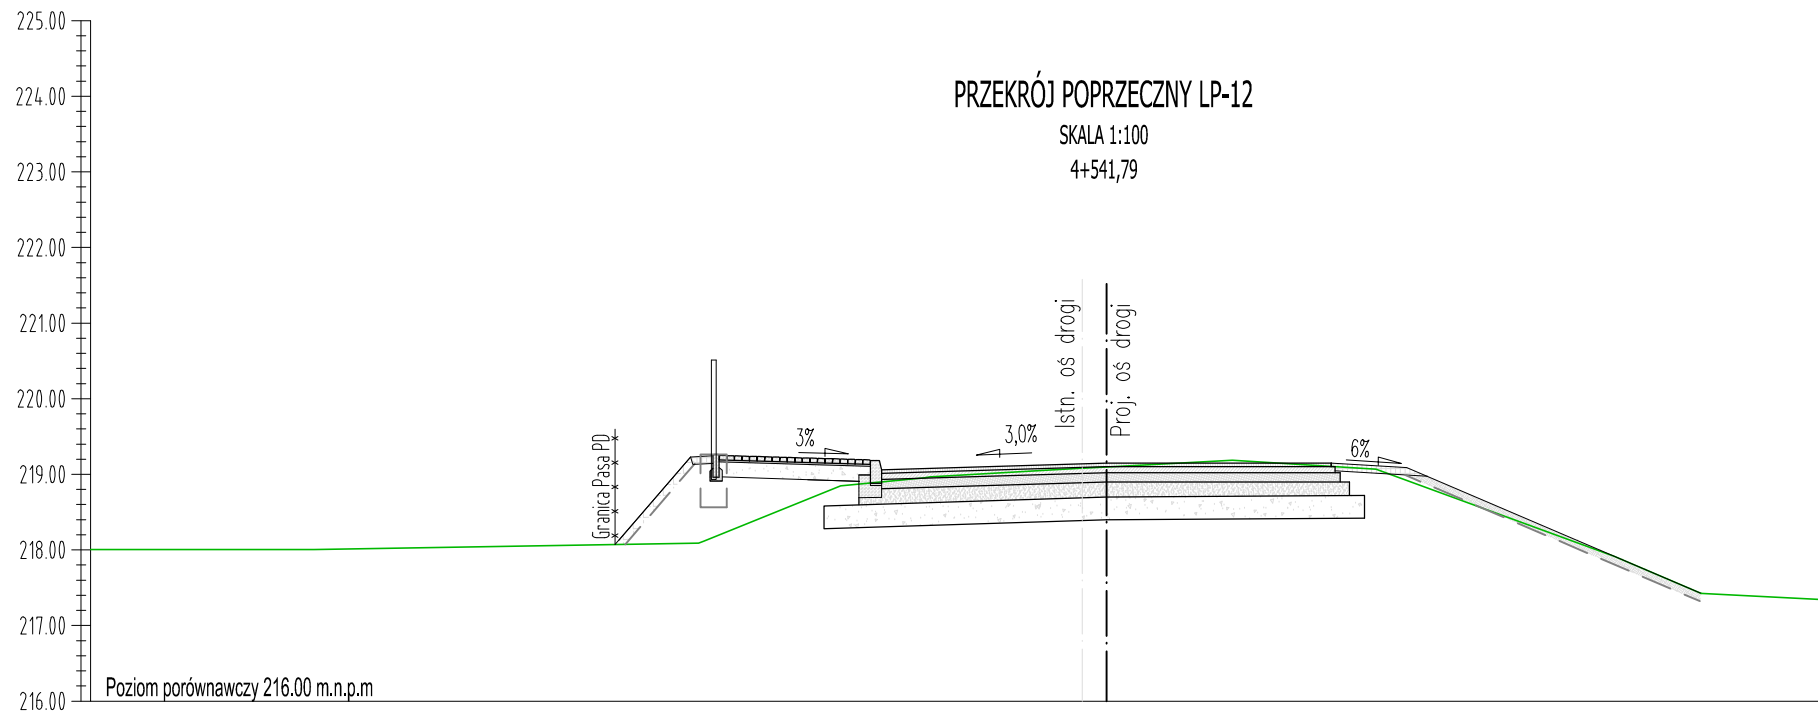 225.00
224.00
223.00
222.00
221.00
220.00
219.00
218.00
217.00
216.00
PRZEKRÓJ POPRZECZNY LP-12
SKALA 1:100
4+541,79
Istn. oś drogi
Proj. oś drogi
Granica Pasa PD
3%
3,0%
6%
Poziom porównawczy 216.00 m.n.p.m